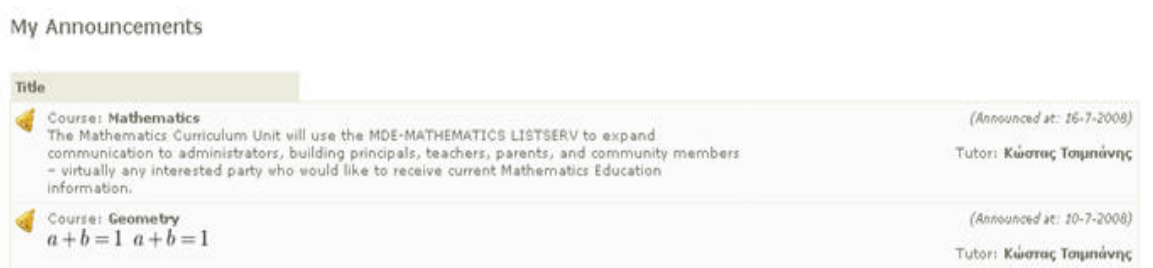 My Announcements
Title
Course: Mathematics
(Announced at: 16-7-2008)
The Mathematics Curriculum Unit will use the MDE-MATHEMATICS LISTSERV to expand
communication to administrators, building principals, teachers, parents, and community members
Tutor: Κώστας Τσιμπάνης
– virtually any interested party who would like to receive current Mathematics Education
information.
Course: Geometry
(Announced at: 10-7-2008)
a + b = 1 a + b = 1
Tutor: Κώστας Τσιμπάνης